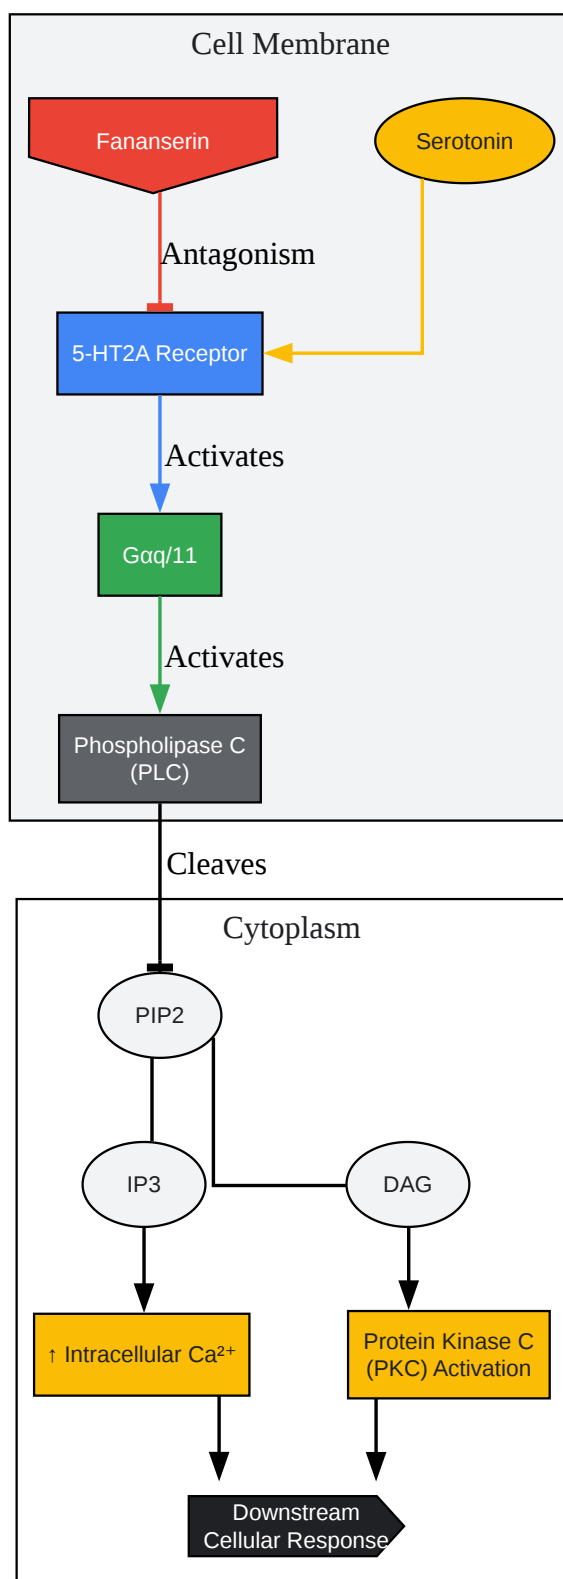 Cell Membrane
Fananserin
Serotonin
Antagonism
5-HT2A Receptor
Activates
Gαq/11
Activates
Phospholipase C
(PLC)
Cleaves
Cytoplasm
PIP2
IP3
DAG
↑ Intracellular Ca²⁺
Protein Kinase C
(PKC) Activation
Downstream
Cellular Response